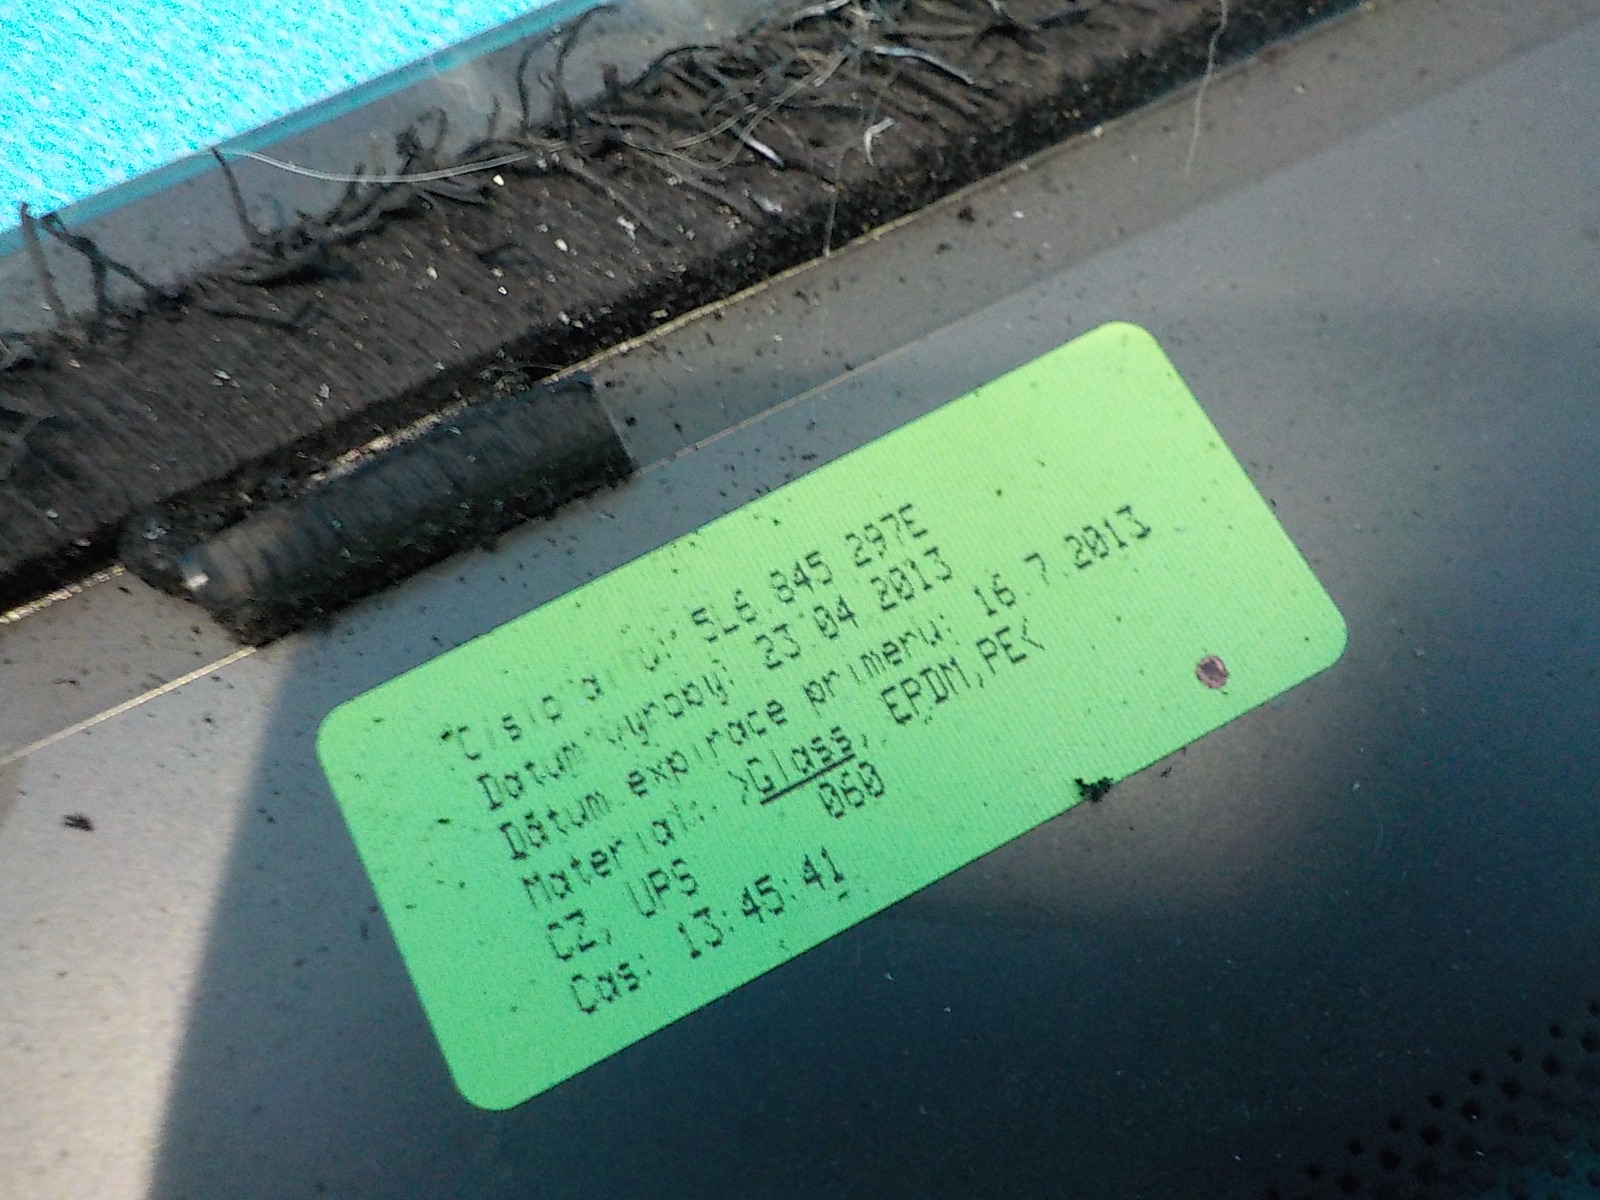 Cislo dilu: 5L6 845 297E
Datum vyroby: 23 04 2013
Datum expirace primeru: 16.7.2013
Material: >Glass, EPDM,PE<
CZ, UPS 060
Cas: 13:45:41